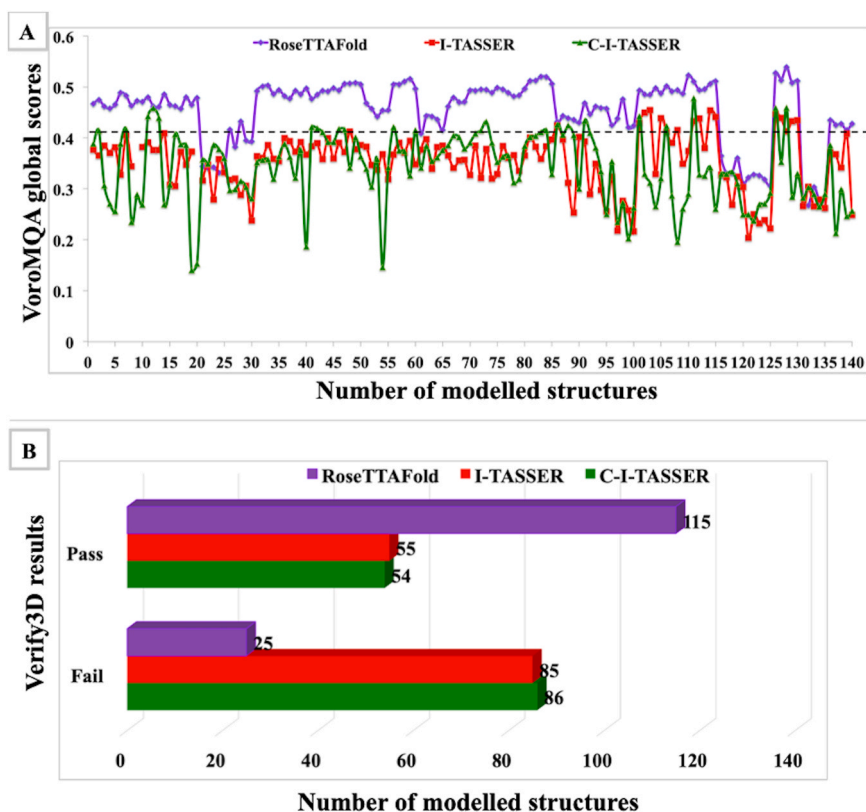 A
RoseTTAFold I-TASSER C-I-TASSER
VoroMQA global scores
0.6
0.5
0.4
0.3
0.2
0.1
0
0 5 10 15 20 25 30 35 40 45 50 55 60 65 70 75 80 85 90 95 100 105 110 115 120 125 130 135 140
Number of modelled structures
B
RoseTTAFold I-TASSER C-I-TASSER
Verify3D results
Pass
115
55
54
Fail
25
85
86
0 20 40 60 80 100 120 140
Number of modelled structures